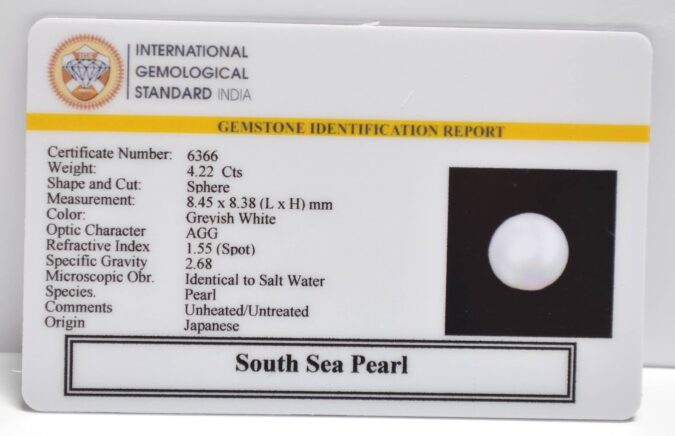 INTERNATIONAL
GEMOLOGICAL
STANDARD INDIA
GEMSTONE IDENTIFICATION REPORT
Certificate Number: 6366
Weight: 4.22 Cts
Shape and Cut: Sphere
Measurement: 8.45 x 8.38 (L x H) mm
Color: Greyish White
Optic Character AGG
Refractive Index 1.55 (Spot)
Specific Gravity 2.68
Microscopic Obr. Identical to Salt Water
Species. Pearl
Comments Unheated/Untreated
Origin Japanese
South Sea Pearl